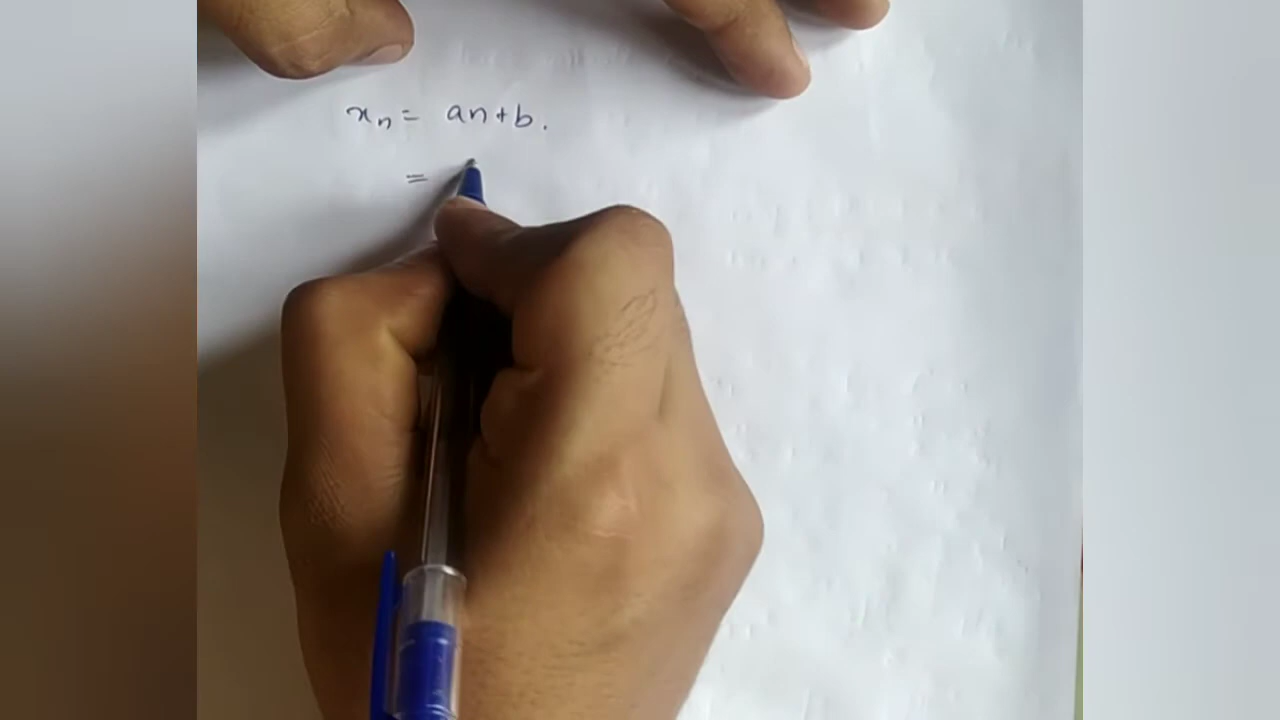 xₙ = an+b.
=